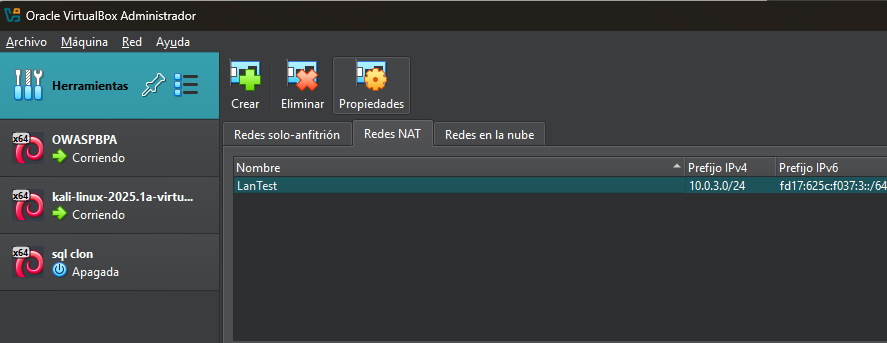 Oracle VirtualBox Administrador
Archivo Máquina Red Ayuda
Herramientas
Crear Eliminar Propiedades
Redes solo-anfitrión Redes NAT Redes en la nube
Nombre Prefijo IPv4 Prefijo IPv6
LanTest 10.0.3.0/24 fd17:625c:f037:3::/64
x64 OWASPBPA
Corriendo
x64 kali-linux-2025.1a-virtu...
Corriendo
x64 sql clon
Apagada